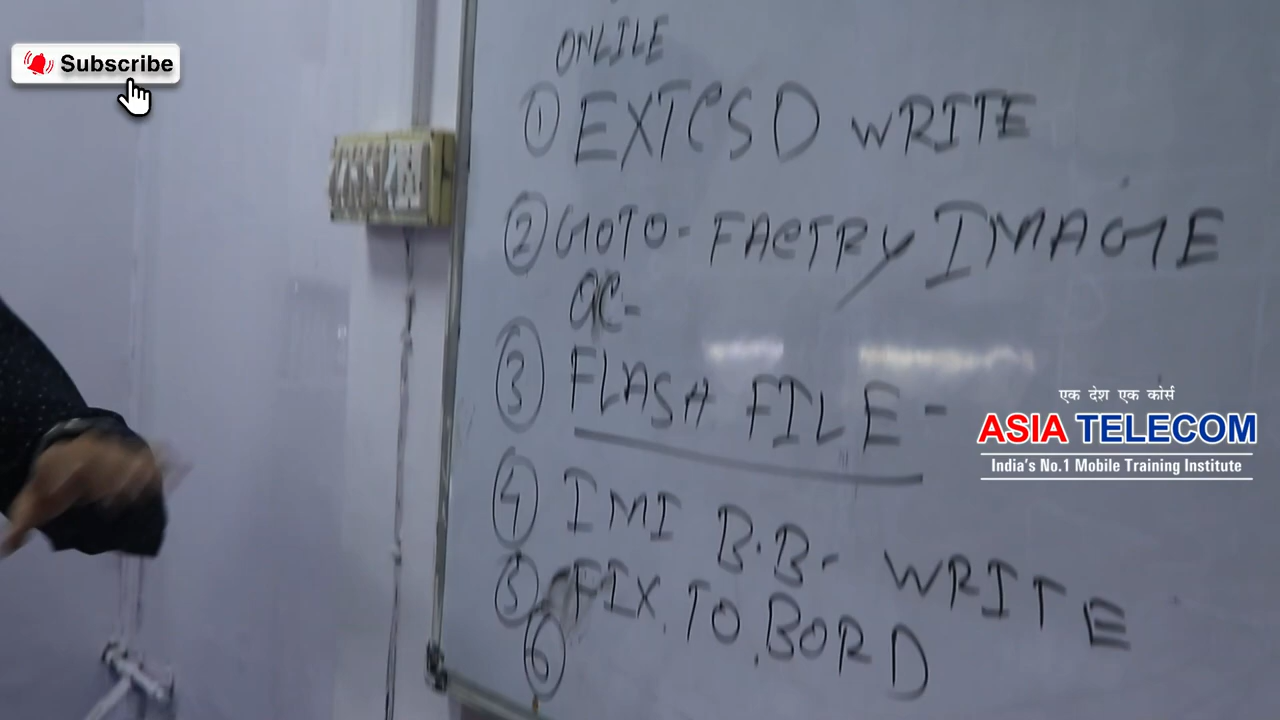 Subscribe
ONLILE
① EXTCSD WRITE
② GOTO - FACTRY IMAGE
③ FLASH FILE -
④ IMI B.B- WRITE
⑤ FIX. TO BORD
⑥
एक देश एक कोर्स
ASIA TELECOM
India's No.1 Mobile Training Institute